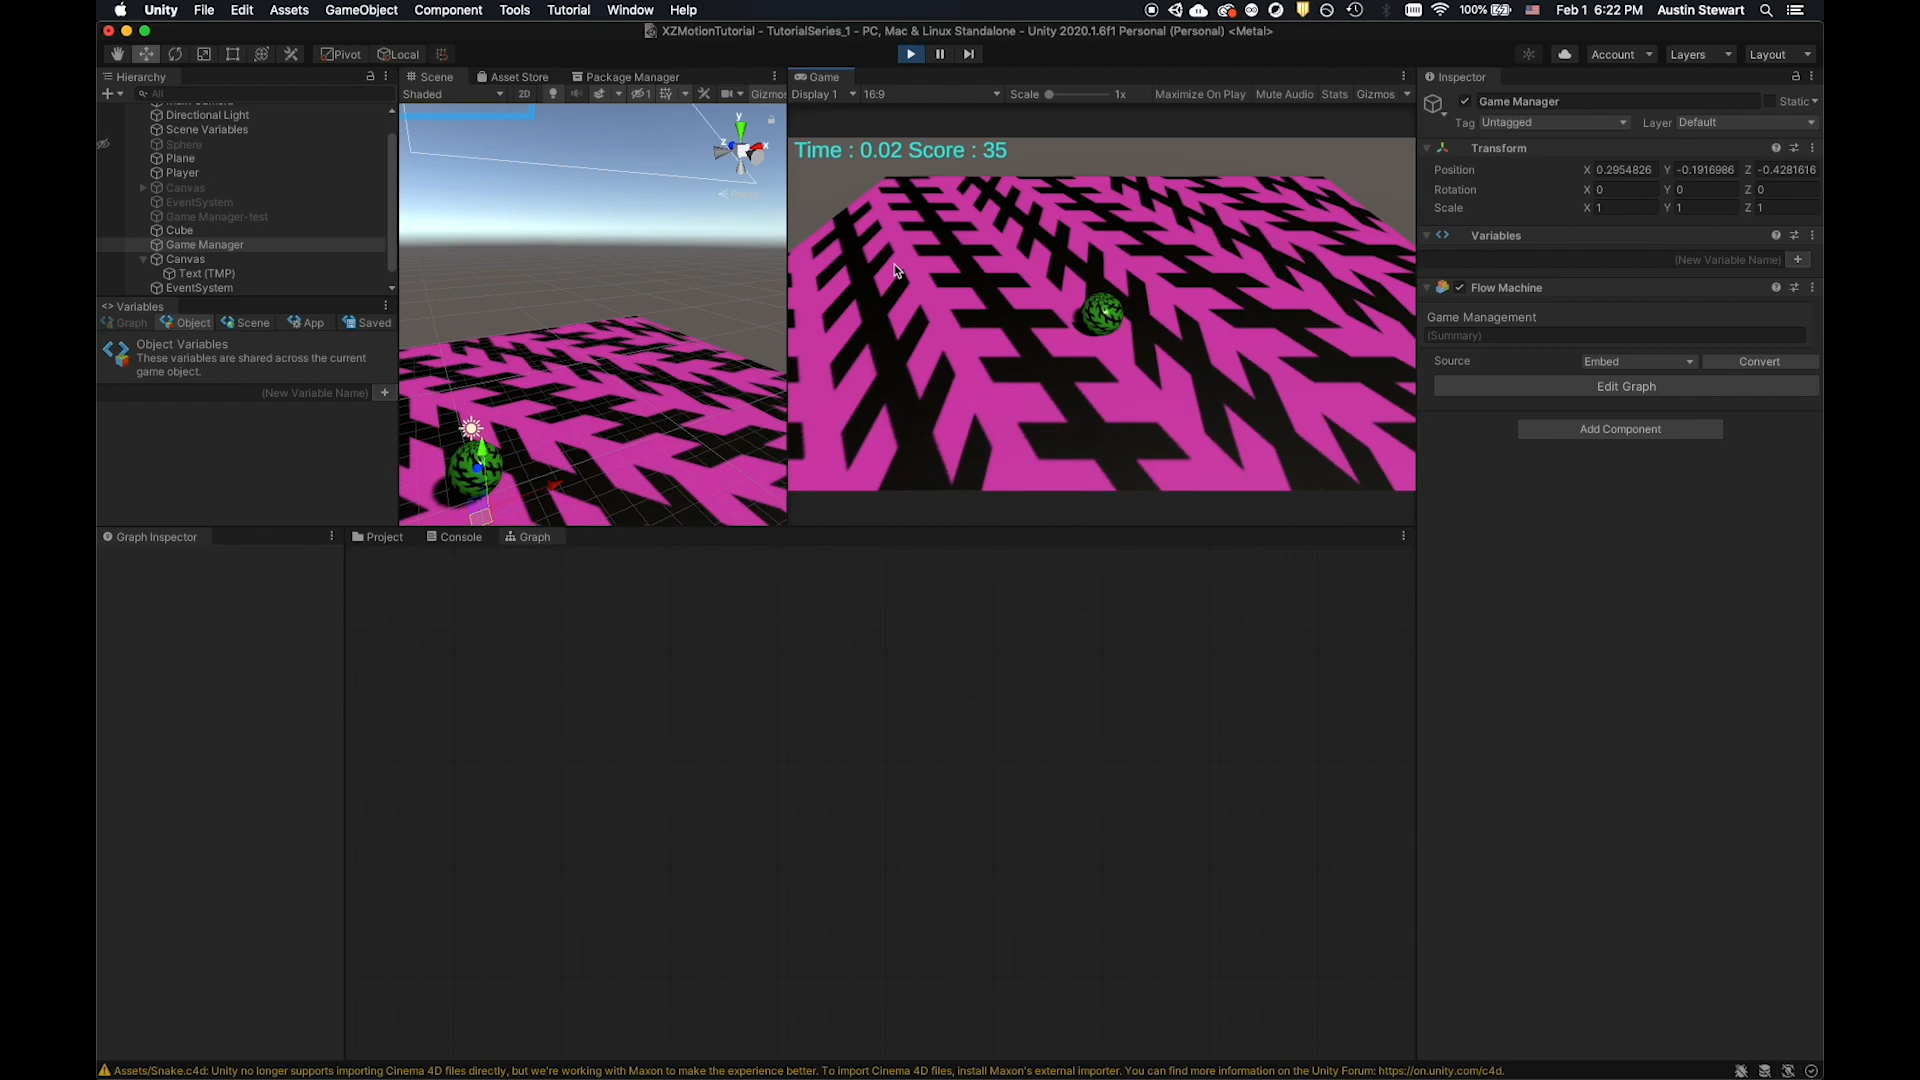 Unity File Edit Assets GameObject Component Tools Tutorial Window Help 100% Feb 1 6:22 PM Austin Stewart
XZMotionTutorial - TutorialSeries_1 - PC, Mac & Linux Standalone - Unity 2020.1.6f1 Personal (Personal) <Metal>
Pivot Local Account Layers Layout
Hierarchy
All
Directional Light
Scene Variables
Sphere
Plane
Player
Canvas
EventSystem
Game Manager-test
Cube
Game Manager
Canvas
Text (TMP)
EventSystem
<> Variables
Graph Object Scene App Saved
Object Variables
These variables are shared across the current
game object.
(New Variable Name)
Scene Asset Store Package Manager
Shaded 2D 1 Gizmos
y
z x
Persp
Game
Display 1 16:9 Scale 1x Maximize On Play Mute Audio Stats Gizmos
Time : 0.02 Score : 35
Inspector
Game Manager Static
Tag Untagged Layer Default
Transform
Position X 0.2954826 Y -0.1916986 Z -0.4281616
Rotation X 0 Y 0 Z 0
Scale X 1 Y 1 Z 1
Variables
(New Variable Name)
Flow Machine
Game Management
(Summary)
Source Embed Convert
Edit Graph
Add Component
Graph Inspector
Project Console Graph
Assets/Snake.c4d: Unity no longer supports importing Cinema 4D files directly, but we're working with Maxon to make the experience better. To import Cinema 4D files, install Maxon's external importer. You can find more information on the Unity Forum: https://on.unity.com/c4d.